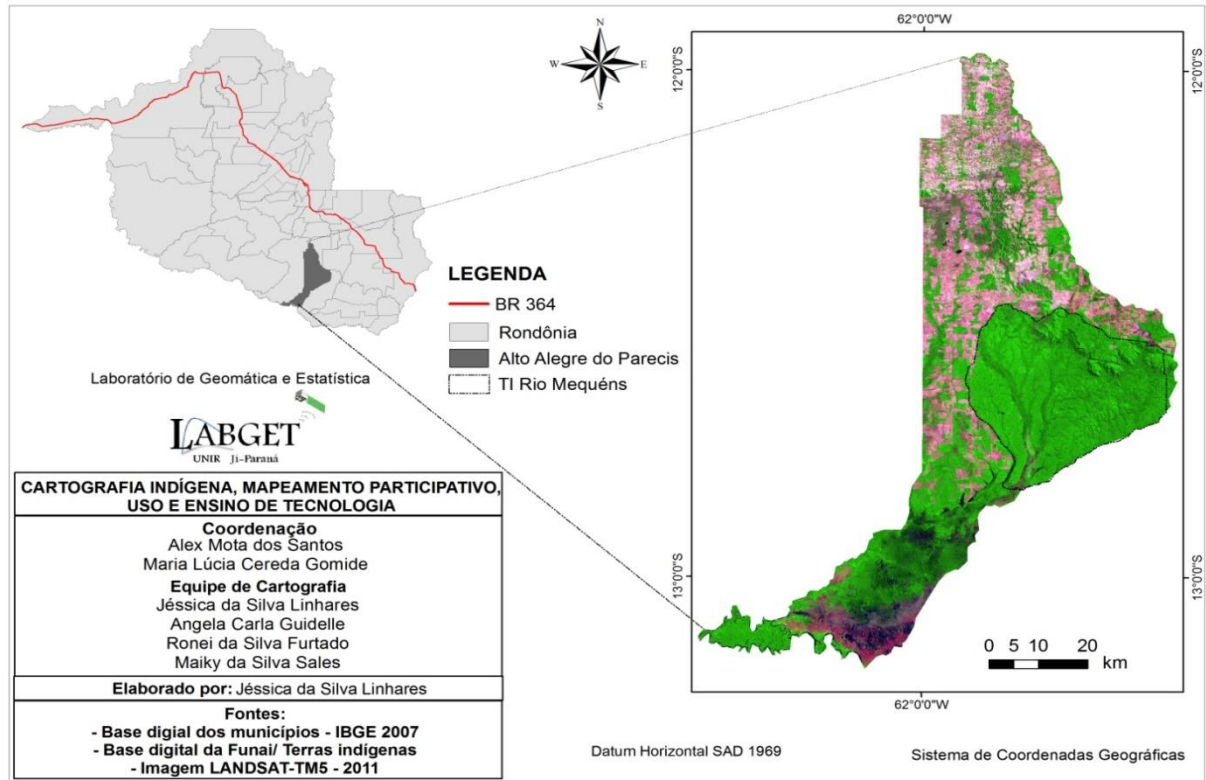 N
W E
S
62°0'0"W
12°0'0"S
12°0'0"S
LEGENDA
BR 364
Rondônia
Alto Alegre do Parecis
TI Rio Mequéns
Laboratório de Geomática e Estatística
LABGET
UNIR Ji-Paraná
CARTOGRAFIA INDÍGENA, MAPEAMENTO PARTICIPATIVO,
USO E ENSINO DE TECNOLOGIA
Coordenação
Alex Mota dos Santos
Maria Lúcia Cereda Gomide
Equipe de Cartografia
Jéssica da Silva Linhares
Angela Carla Guidelle
Ronei da Silva Furtado
Maiky da Silva Sales
Elaborado por: Jéssica da Silva Linhares
Fontes:
- Base digial dos municípios - IBGE 2007
- Base digital da Funai/ Terras indígenas
- Imagem LANDSAT-TM5 - 2011
13°0'0"S
13°0'0"S
0 5 10 20
km
62°0'0"W
Datum Horizontal SAD 1969
Sistema de Coordenadas Geográficas